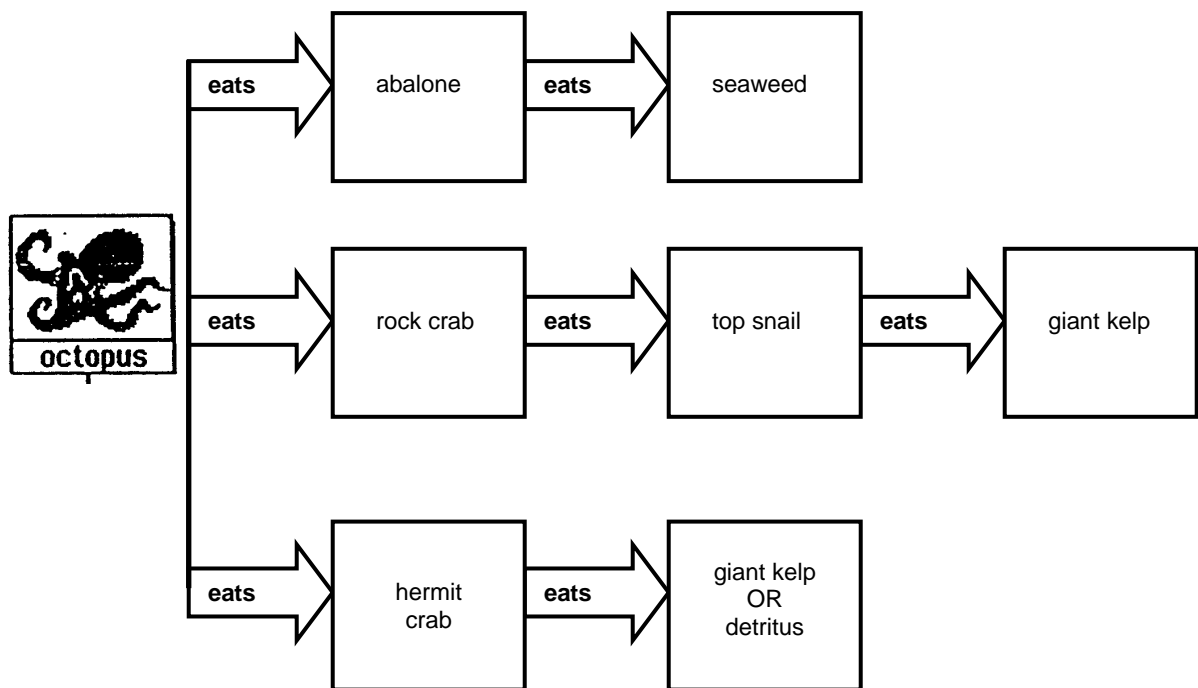 eats
abalone
eats
seaweed
octopus
eats
rock crab
eats
top snail
eats
giant kelp
eats
hermit
crab
eats
giant kelp
OR
detritus